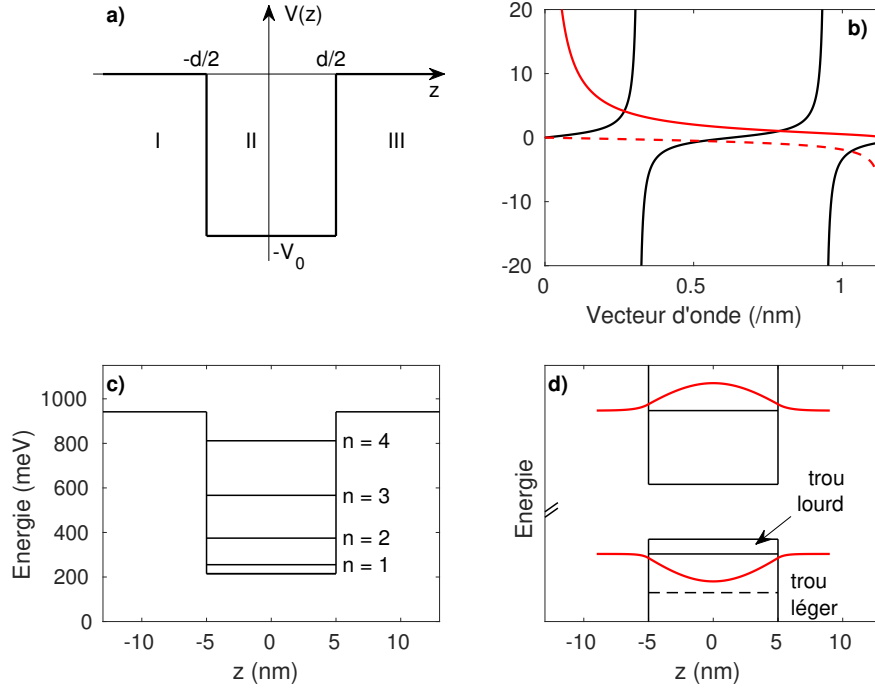 a)
V(z)
-d/2
d/2
z
I
II
III
-V0
b)
20
10
0
-10
-20
0
0.5
1
Vecteur d'onde (/nm)
c)
1000
800
600
400
200
0
Energie (meV)
n = 4
n = 3
n = 2
n = 1
-10
-5
0
5
10
z (nm)
d)
Energie
trou
lourd
trou
léger
-10
-5
0
5
10
z (nm)